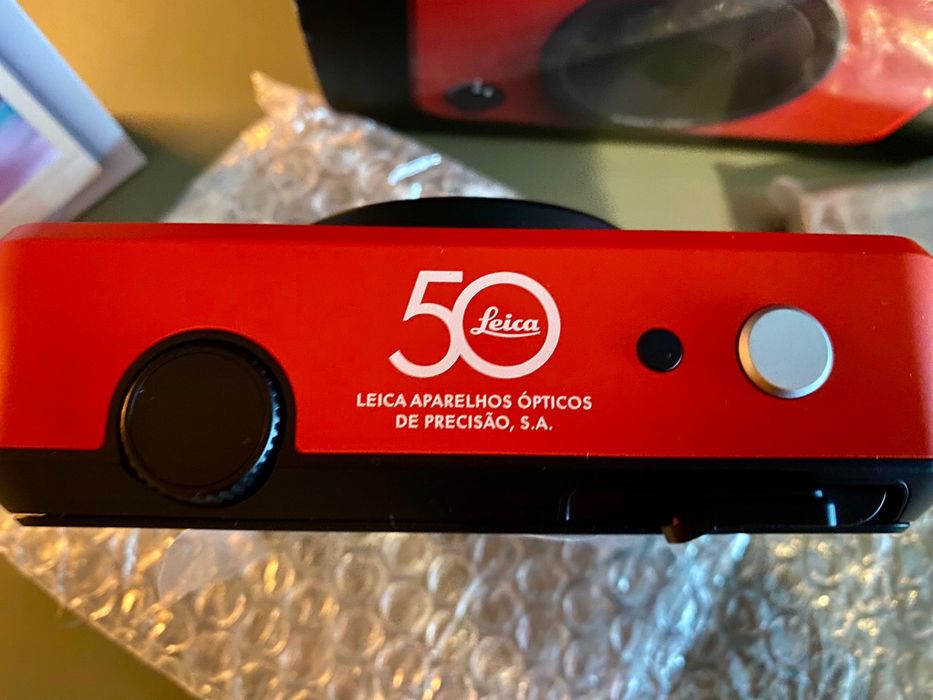 50
Leica
LEICA APARELHOS ÓPTICOS
DE PRECISÃO, S.A.